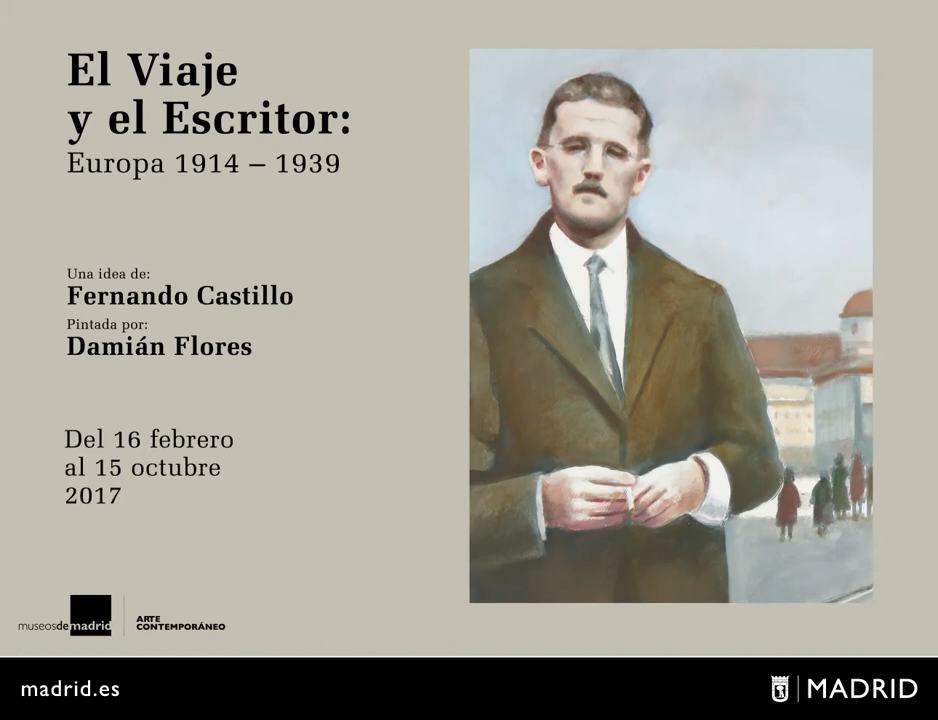 El Viaje
y el Escritor:
Europa 1914 – 1939
Una idea de:
Fernando Castillo
Pintada por:
Damián Flores
Del 16 febrero
al 15 octubre
2017
museosdemadrid
ARTE
CONTEMPORÁNEO
madrid.es
MADRID